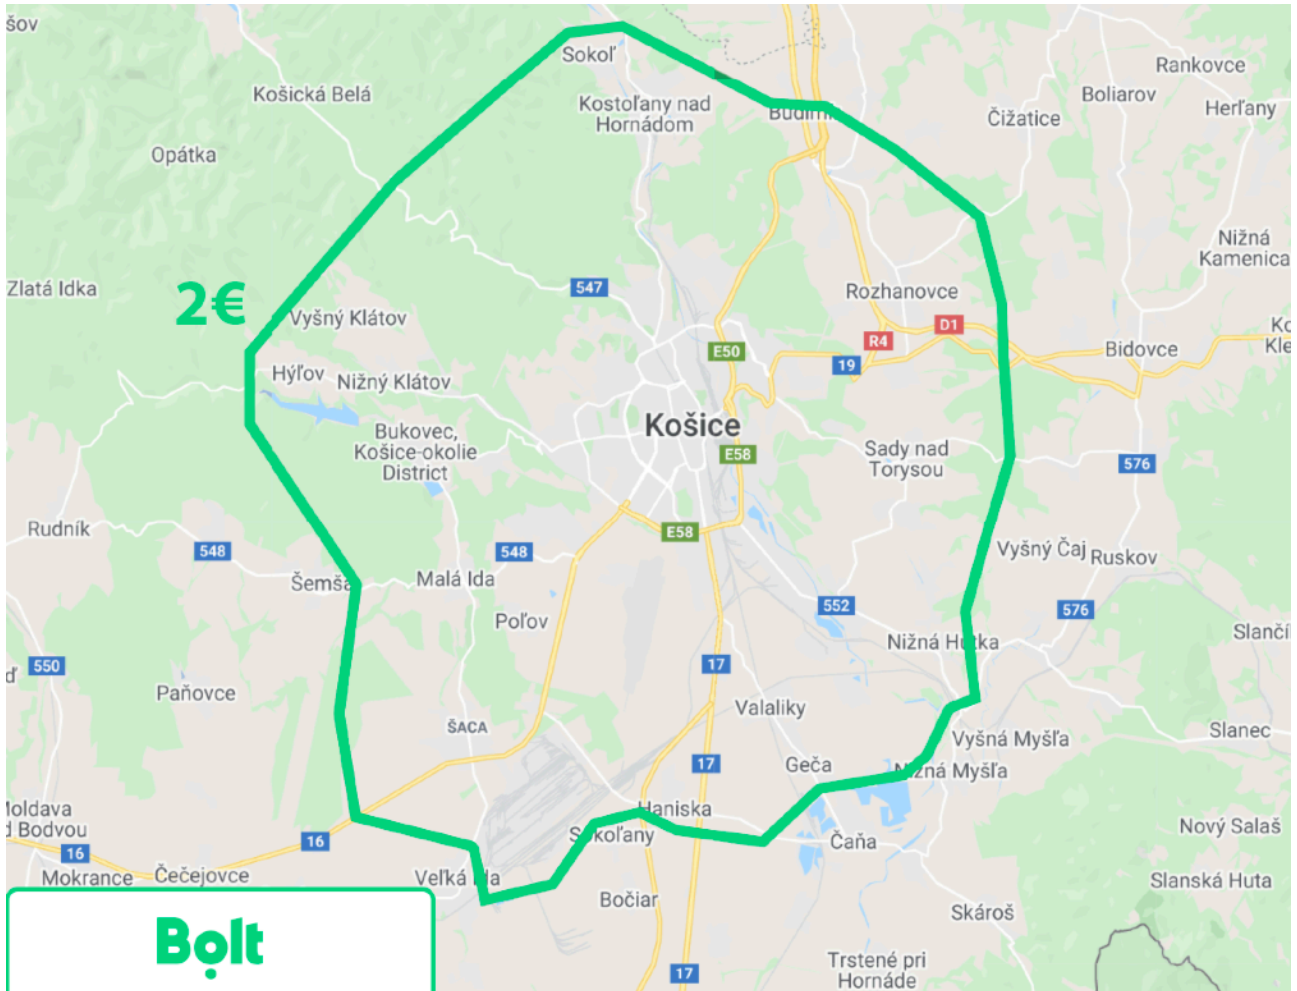 šov
Sokoľ
Rankovce
Košická Belá
Boliarov
Kostoľany nad
Hornádom
Herľany
Čižatice
Opátka
Nižná
Kamenica
Zlatá Idka
547
2€
Rozhanovce
Vyšný Klátov
D1
R4
E50
Bidovce
19
Hýľov
Nižný Klátov
Košice
Bukovec,
Košice-okolie
District
Sady nad
Torysou
E58
576
Rudník
E58
548
548
Vyšný Čaj
Ruskov
Malá Ida
552
576
Poľov
Nižná Hutka
550
17
Paňovce
Valaliky
ŠACA
Slanec
Vyšná Myšľa
17
Geča
Nižná Myšľa
Moldava
d Bodvou
Haniska
Nový Salaš
Sokoľany
16
Čaňa
16
Mokrance
Čečejovce
Veľká Ida
Slanská Huta
Bočiar
Skároš
Bolt
Trstené pri
Hornáde
17